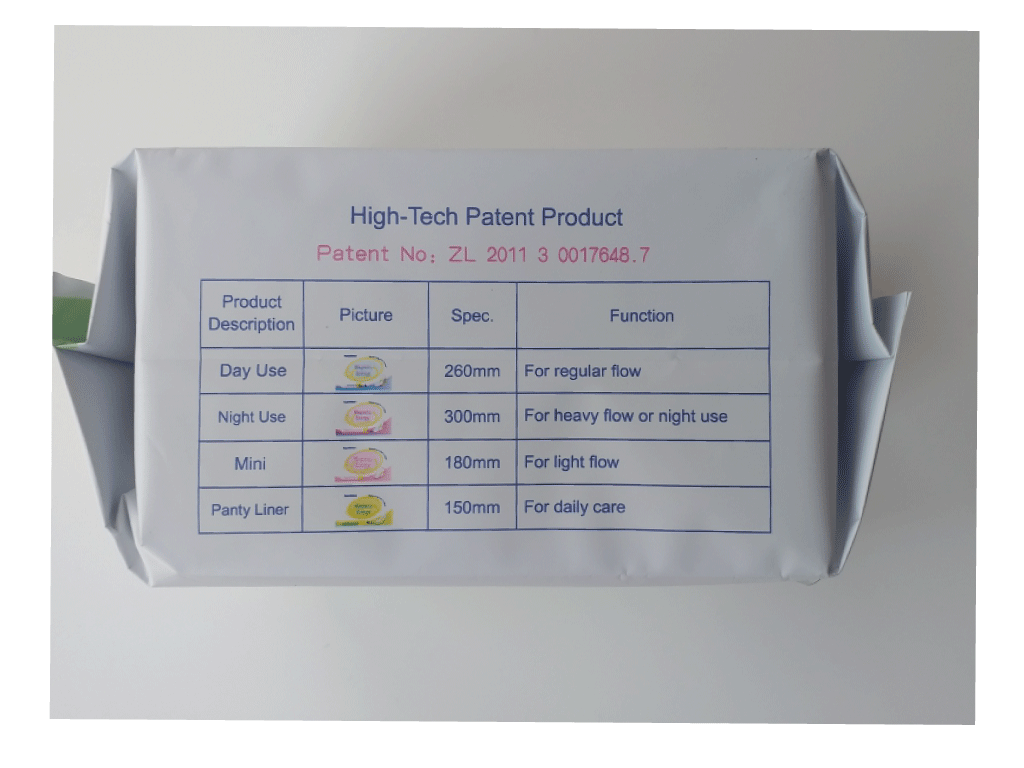 High-Tech Patent Product
Patent No: ZL 2011 3 0017648.7
Product Description Picture Spec. Function
Day Use 260mm For regular flow
Night Use 300mm For heavy flow or night use
Mini 180mm For light flow
Panty Liner 150mm For daily care